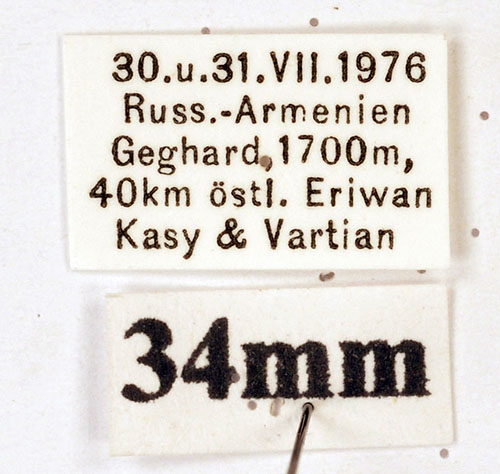 30.u.31.VII.1976
Russ.-Armenien
Geghard,1700m,
40km östl. Eriwan
Kasy & Vartian
34mm